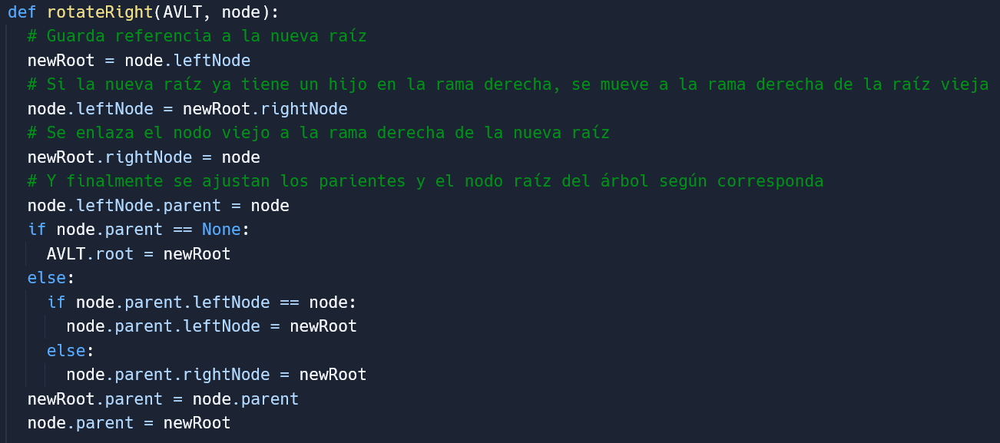 def rotateRight(AVLT, node):
  # Guarda referencia a la nueva raíz
  newRoot = node.leftNode
  # Si la nueva raíz ya tiene un hijo en la rama derecha, se mueve a la rama derecha de la raíz vieja
  node.leftNode = newRoot.rightNode
  # Se enlaza el nodo viejo a la rama derecha de la nueva raíz
  newRoot.rightNode = node
  # Y finalmente se ajustan los parientes y el nodo raíz del árbol según corresponda
  node.leftNode.parent = node
  if node.parent == None:
    AVLT.root = newRoot
  else:
    if node.parent.leftNode == node:
      node.parent.leftNode = newRoot
    else:
      node.parent.rightNode = newRoot
  newRoot.parent = node.parent
  node.parent = newRoot